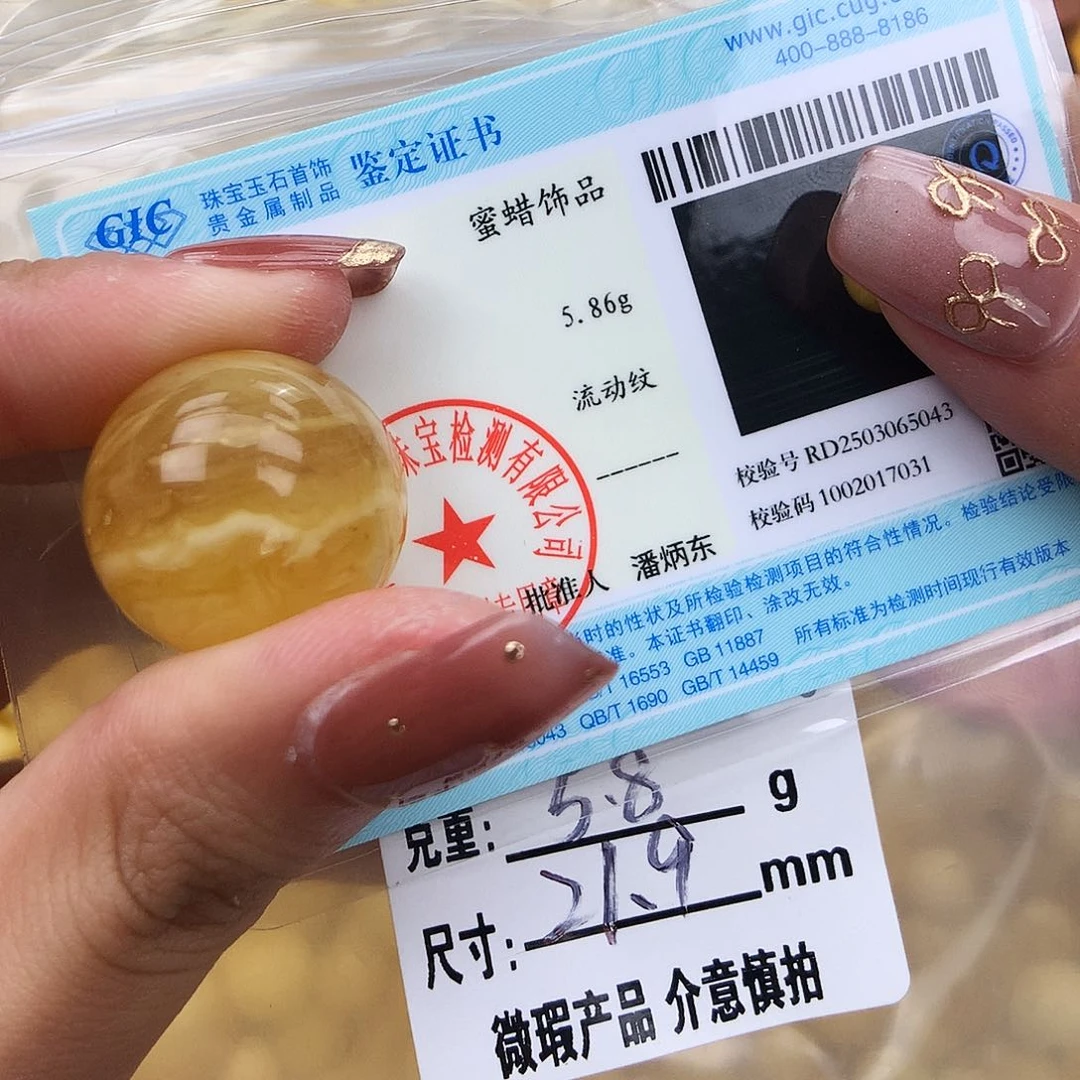 www.gic.cug.
400-888-8186
GIC
珠宝玉石首饰
贵金属制品
鉴定证书
蜜蜡饰品
5.86g
流动纹
-----
宝检测有限公司
批准人 潘炳东
校验号 RD2503065043
校验码 1002017031
时的性状及所检验检测项目的符合性情况。检验结论受限
准。本证书翻印、涂改无效。
16553 GB 11887 所有标准为检测时间现行有效版本
QB/T 1690 GB/T 14459
克重: 5.8 g
尺寸: 21.9 mm
微瑕产品 介意慎拍